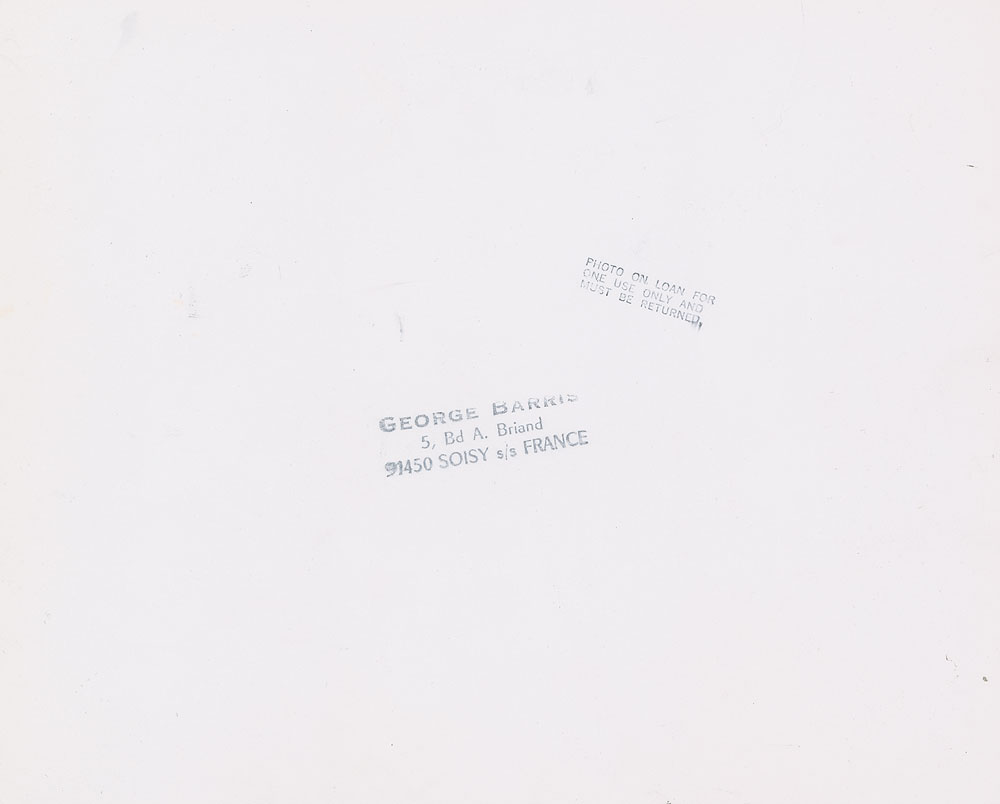 PHOTO ON LOAN FOR
ONE USE ONLY AND
MUST BE RETURNED.
GEORGE BARRIS
5, Bd A. Briand
91450 SOISY s/s FRANCE